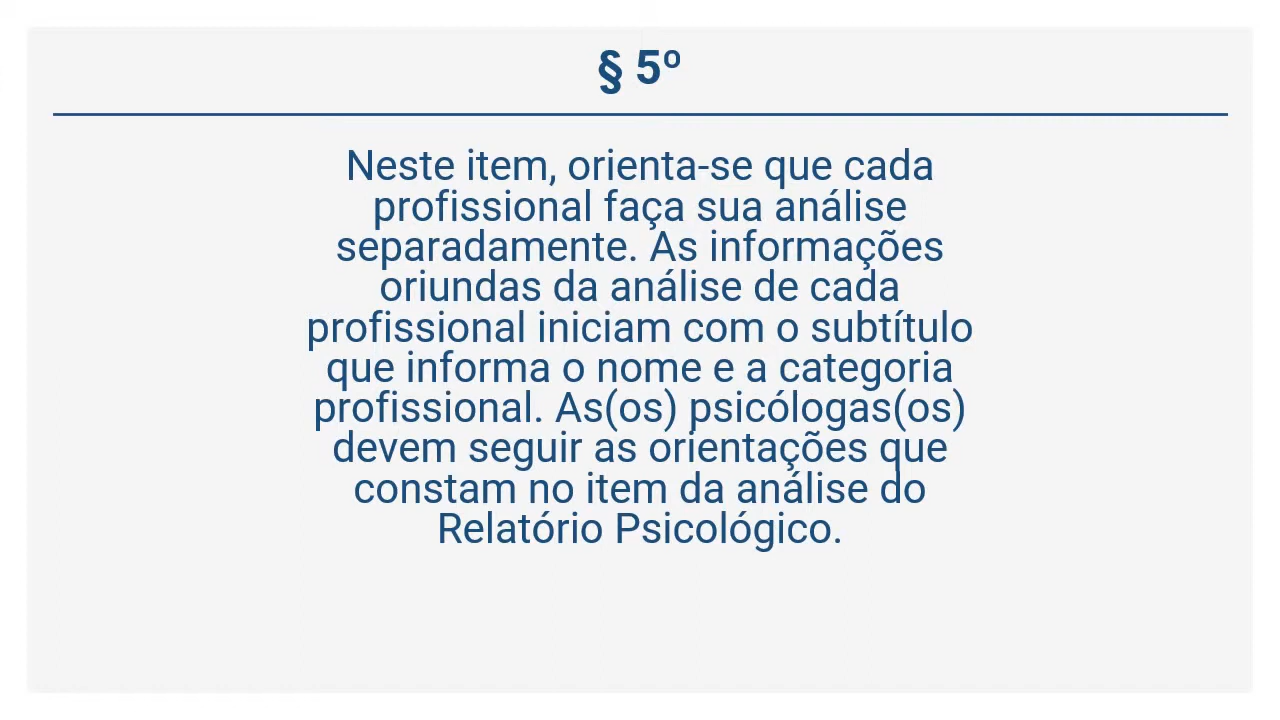 § 5º
Neste item, orienta-se que cada
profissional faça sua análise
separadamente. As informações
oriundas da análise de cada
profissional iniciam com o subtítulo
que informa o nome e a categoria
profissional. As(os) psicólogas(os)
devem seguir as orientações que
constam no item da análise do
Relatório Psicológico.